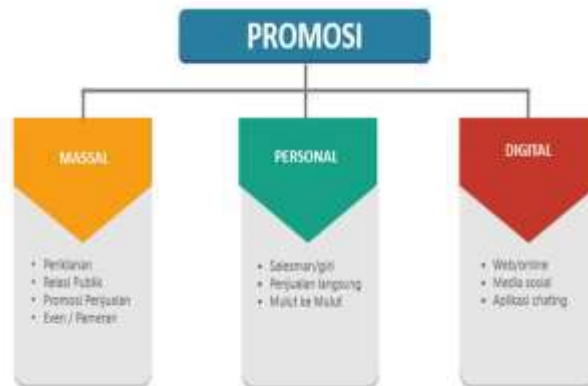 PROMOSI
MASSAL
• Periklanan
• Relasi Publik
• Promosi Penjualan
• Even / Pameran
PERSONAL
• Salesman/girl
• Penjualan langsung
• Mulut ke Mulut
DIGITAL
• Web/online
• Media sosial
• Aplikasi chating